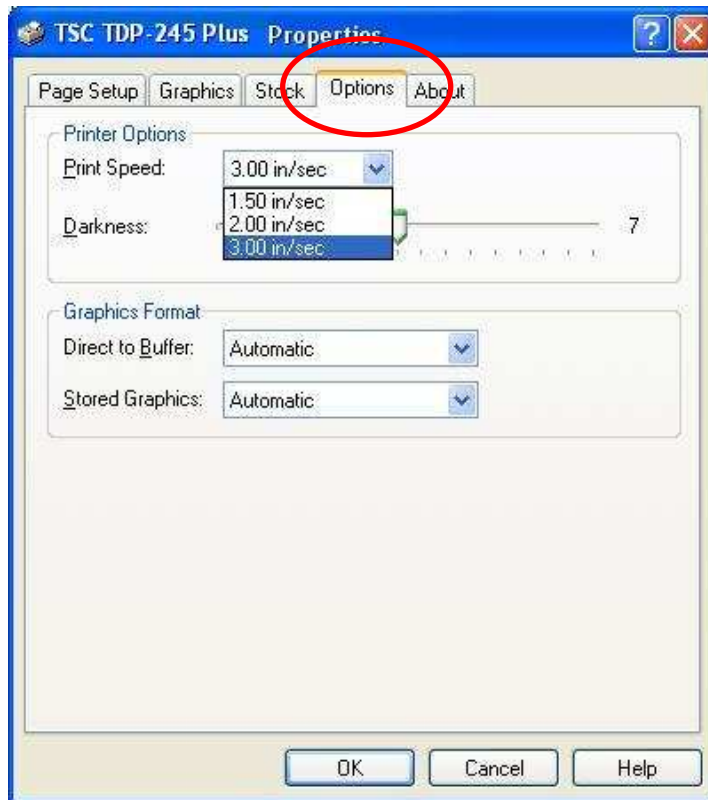 TSC TDP-245 Plus Properties
Page Setup Graphics Stock Options About
Printer Options
Print Speed: 3.00 in/sec
1.50 in/sec
2.00 in/sec
3.00 in/sec
Darkness: 7
Graphics Format
Direct to Buffer: Automatic
Stored Graphics: Automatic
OK Cancel Help